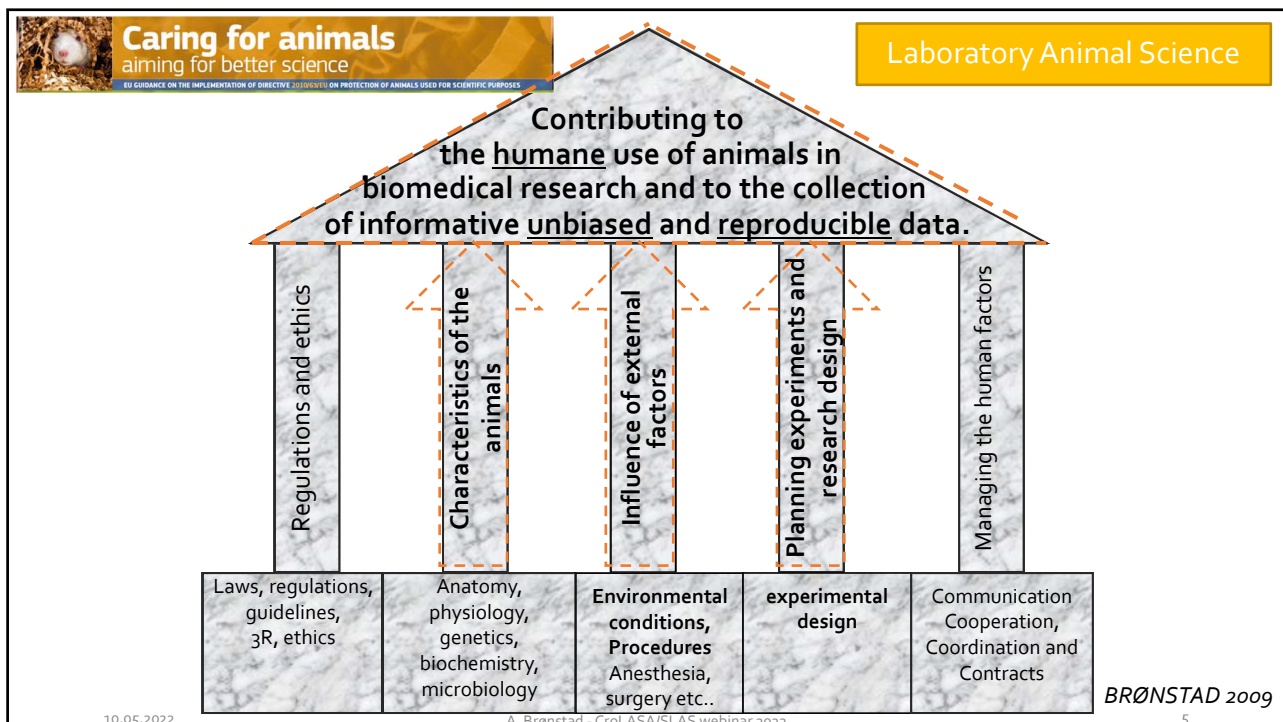 Caring for animals
aiming for better science
EU GUIDANCE ON THE IMPLEMENTATION OF DIRECTIVE 2010/63/EU ON PROTECTION OF ANIMALS USED FOR SCIENTIFIC PURPOSES
Laboratory Animal Science
Contributing to
the humane use of animals in
biomedical research and to the collection
of informative unbiased and reproducible data.
Regulations and ethics
Characteristics of the
animals
Influence of external
factors
Planning experiments and
research design
Managing the human factors
Laws, regulations,
guidelines,
3R, ethics
Anatomy,
physiology,
genetics,
biochemistry,
microbiology
Environmental
conditions,
Procedures
Anesthesia,
surgery etc..
experimental
design
Communication
Cooperation,
Coordination and
Contracts
BRØNSTAD 2009
10.05.2022
A. Brønstad - CroLASA/SLAS webinar 2022
5